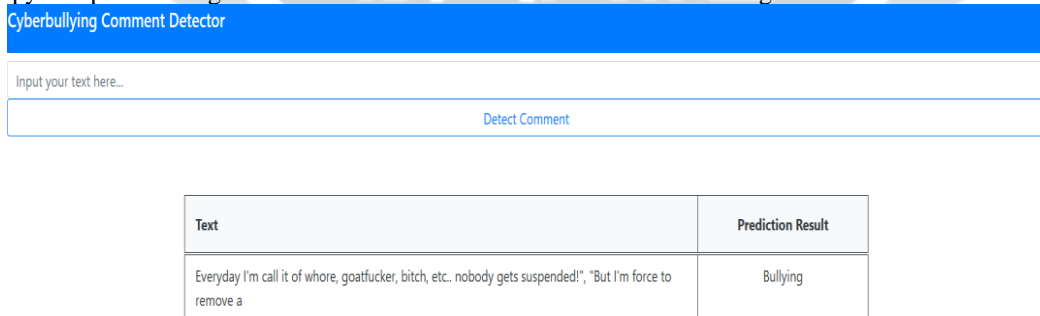 Cyberbullying Comment Detector
Input your text here...
Detect Comment
Text Prediction Result
Everyday I'm call it of whore, goatfucker, bitch, etc.. nobody gets suspended!", "But I'm force to Bullying
remove a